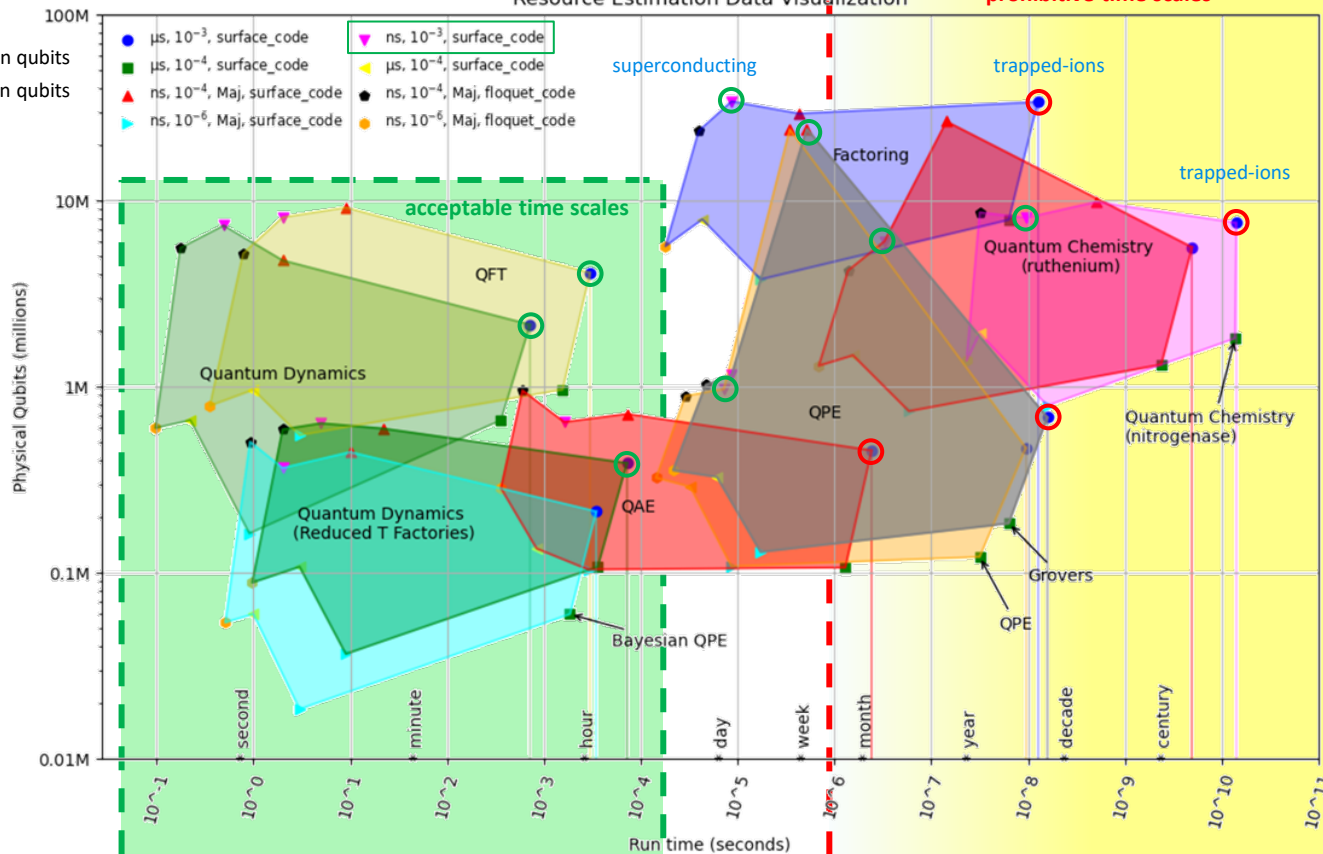 Resource Estimation Data Visualization
prohibitive time scales
n qubits
n qubits
100M
10M
1M
0.1M
0.01M
Physical Qubits (millions)
µs, 10⁻³, surface_code
µs, 10⁻⁴, surface_code
ns, 10⁻⁴, Maj, surface_code
ns, 10⁻⁶, Maj, surface_code
ns, 10⁻³, surface_code
µs, 10⁻⁴, surface_code
ns, 10⁻⁴, Maj, floquet_code
ns, 10⁻⁶, Maj, floquet_code
superconducting
trapped-ions
trapped-ions
acceptable time scales
Factoring
QFT
Quantum Chemistry
(ruthenium)
Quantum Dynamics
QPE
Quantum Chemistry
(nitrogenase)
Quantum Dynamics
(Reduced T Factories)
QAE
Grovers
QPE
Bayesian QPE
* second
* minute
* hour
* day
* week
* month
* year
* decade
* century
10^-1
10^0
10^1
10^2
10^3
10^4
10^5
10^6
10^7
10^8
10^9
10^10
10^11
Run time (seconds)